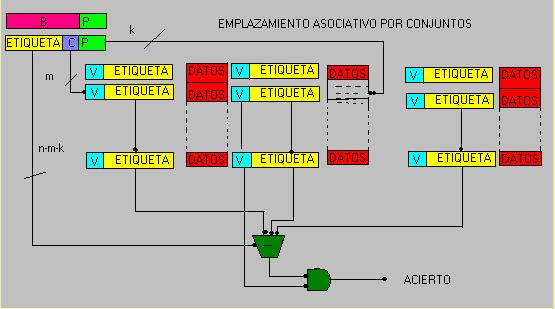 B P
EMPLAZAMIENTO ASOCIATIVO POR CONJUNTOS
k
ETIQUETA C P
m
V ETIQUETA DATOS V ETIQUETA DATOS V ETIQUETA DATOS
V ETIQUETA DATOS V ETIQUETA V ETIQUETA DATOS
n-m-k
V ETIQUETA DATOS V ETIQUETA DATOS V ETIQUETA DATOS
ACIERTO